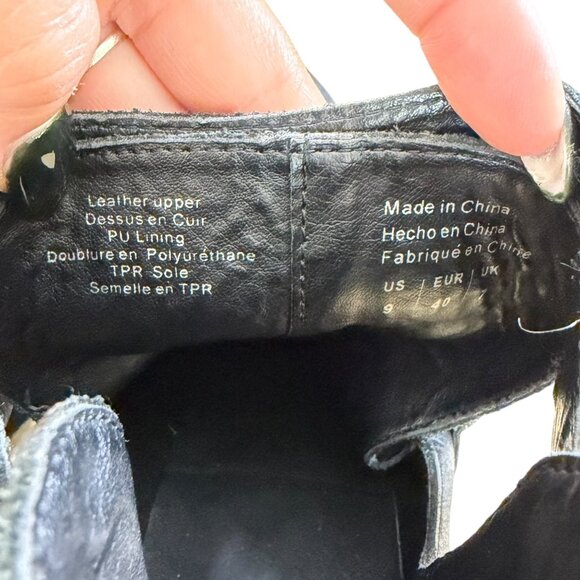 Leather upper
Dessus en Cuir
PU Lining
Doublure en Polyuréthane
TPR Sole
Semelle en TPR
Made in China
Hecho en China
Fabriqué en Chine
US / EUR / UK
9 / 40 /